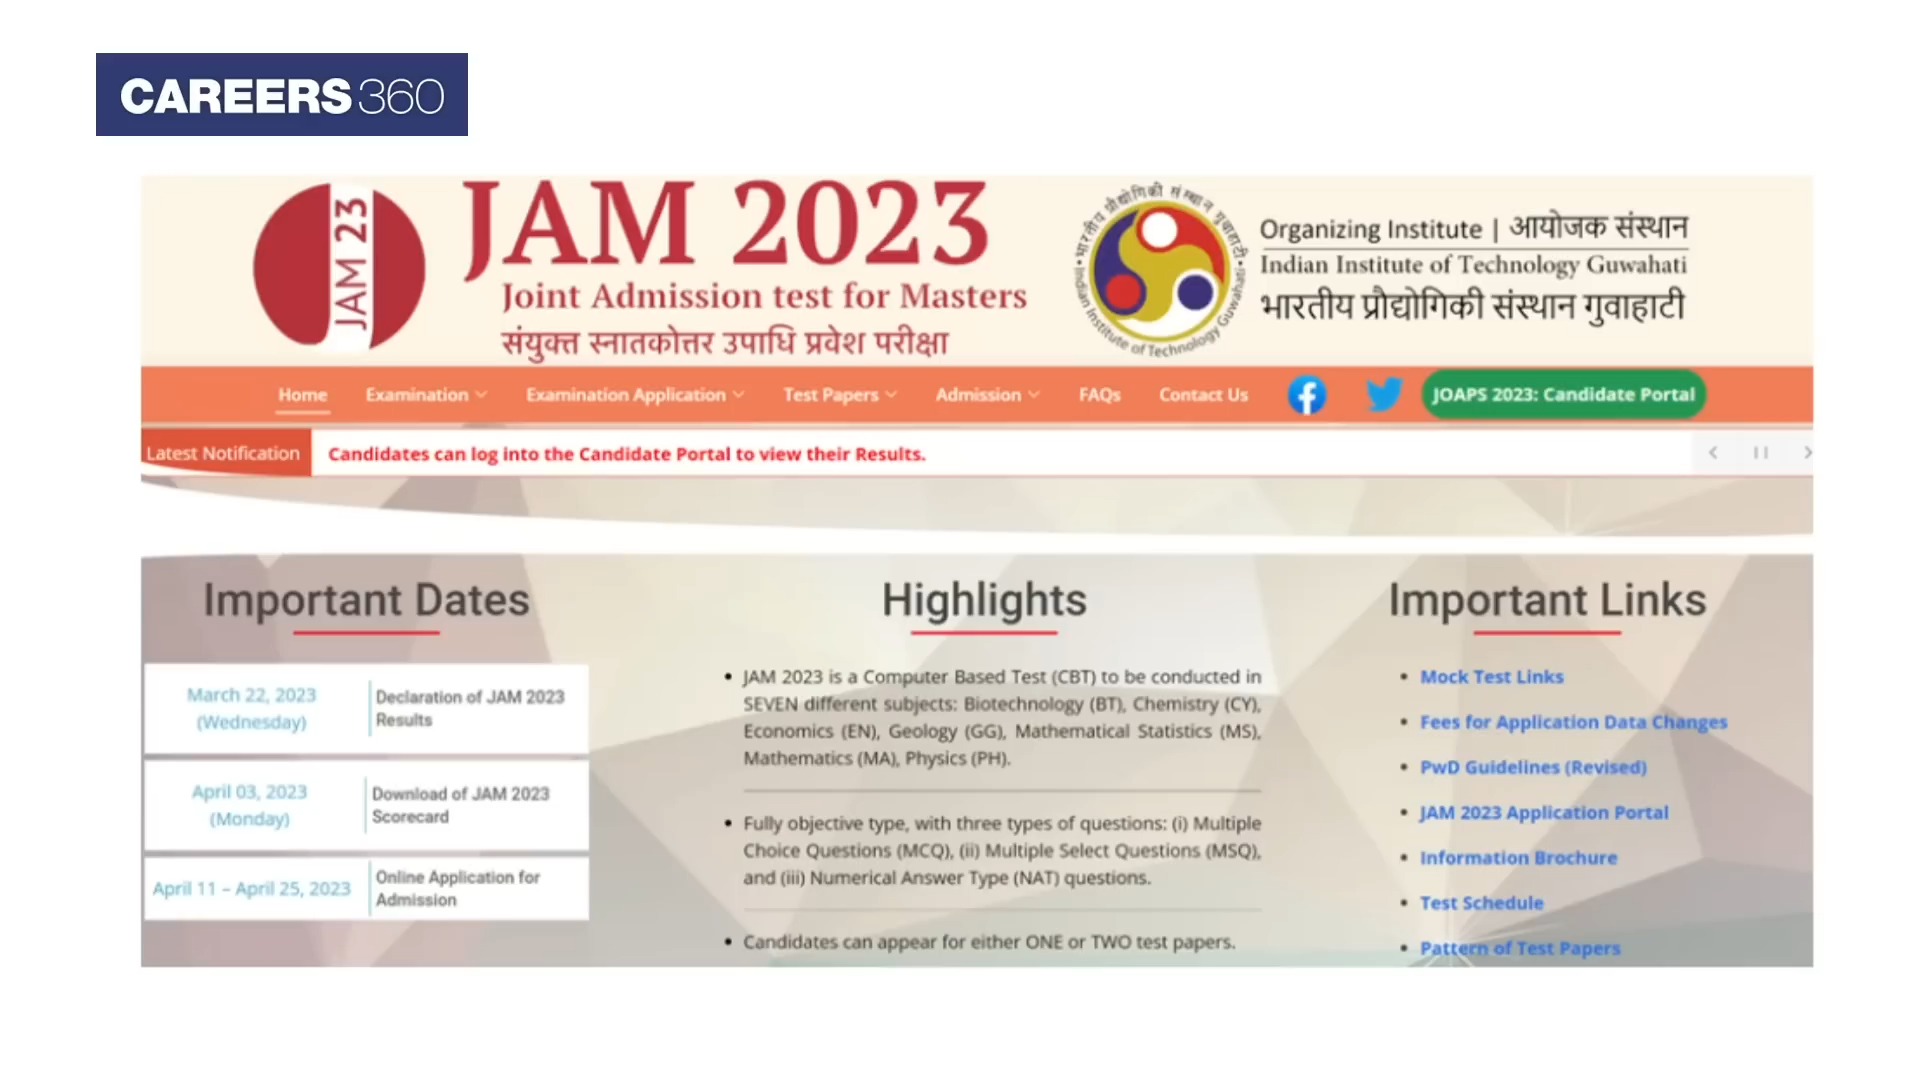 CAREERS360
JAM 23
JAM 2023
Joint Admission test for Masters
संयुक्त स्नातकोत्तर उपाधि प्रवेश परीक्षा
भारतीय प्रौद्योगिकी संस्थान गुवाहाटी
Indian Institute of Technology Guwahati
Organizing Institute | आयोजक संस्थान
Indian Institute of Technology Guwahati
भारतीय प्रौद्योगिकी संस्थान गुवाहाटी
Home Examination Examination Application Test Papers Admission FAQs Contact Us JOAPS 2023: Candidate Portal
Latest Notification Candidates can log into the Candidate Portal to view their Results.
Important Dates
March 22, 2023
(Wednesday)
Declaration of JAM 2023
Results
April 03, 2023
(Monday)
Download of JAM 2023
Scorecard
April 11 – April 25, 2023
Online Application for
Admission
Highlights
• JAM 2023 is a Computer Based Test (CBT) to be conducted in
SEVEN different subjects: Biotechnology (BT), Chemistry (CY),
Economics (EN), Geology (GG), Mathematical Statistics (MS),
Mathematics (MA), Physics (PH).
• Fully objective type, with three types of questions: (i) Multiple
Choice Questions (MCQ), (ii) Multiple Select Questions (MSQ),
and (iii) Numerical Answer Type (NAT) questions.
• Candidates can appear for either ONE or TWO test papers.
Important Links
• Mock Test Links
• Fees for Application Data Changes
• PwD Guidelines (Revised)
• JAM 2023 Application Portal
• Information Brochure
• Test Schedule
• Pattern of Test Papers